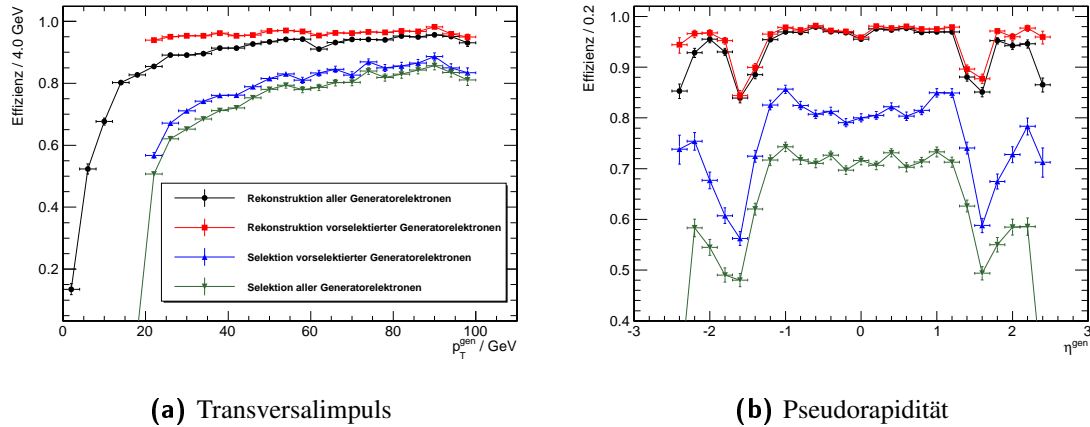 Effizienz / 4.0 GeV
1.0
0.8
0.6
0.4
0.2
0 20 40 60 80 100
p_T^gen / GeV
Rekonstruktion aller Generatorelektronen
Rekonstruktion vorselektierter Generatorelektronen
Selektion vorselektierter Generatorelektronen
Selektion aller Generatorelektronen
(a) Transversalimpuls
Effizienz / 0.2
1.0
0.9
0.8
0.7
0.6
0.5
0.4
-3 -2 -1 0 1 2 3
η^gen
(b) Pseudorapidität